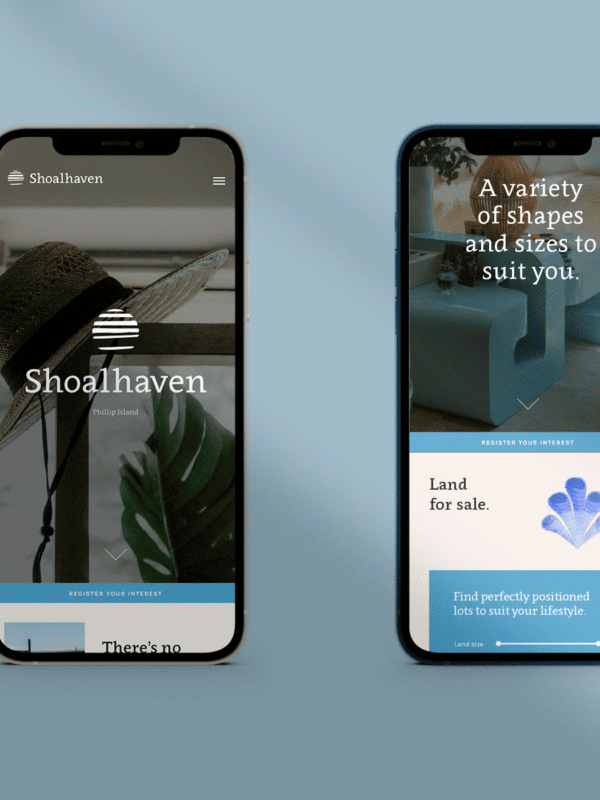 Shoalhaven
Shoalhaven
Phillip Island
REGISTER YOUR INTEREST
There's no
A variety
of shapes
and sizes to
suit you.
REGISTER YOUR INTEREST
Land
for sale.
Find perfectly positioned
lots to suit your lifestyle.
Land size